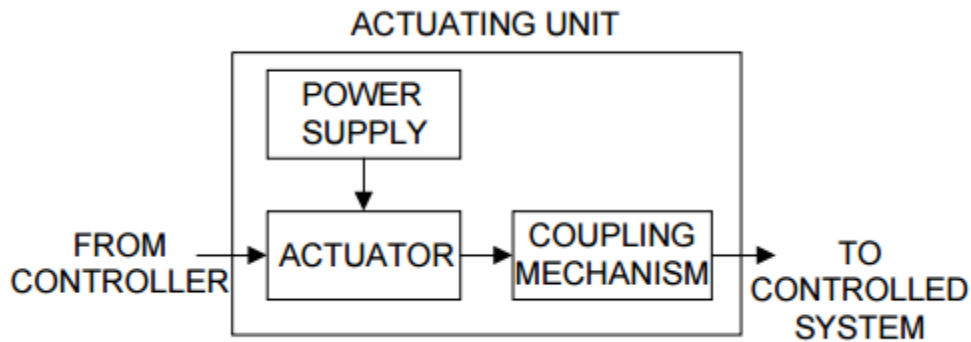 ACTUATING UNIT
POWER
SUPPLY
FROM
CONTROLLER
ACTUATOR
COUPLING
MECHANISM
TO
CONTROLLED
SYSTEM